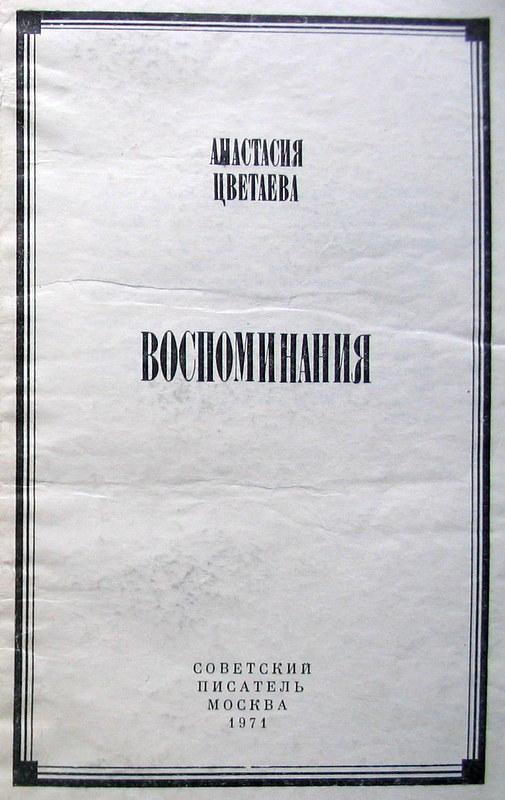 АНАСТАСИЯ
ЦВЕТАЕВА
ВОСПОМИНАНИЯ
СОВЕТСКИЙ
ПИСАТЕЛЬ
МОСКВА
1971